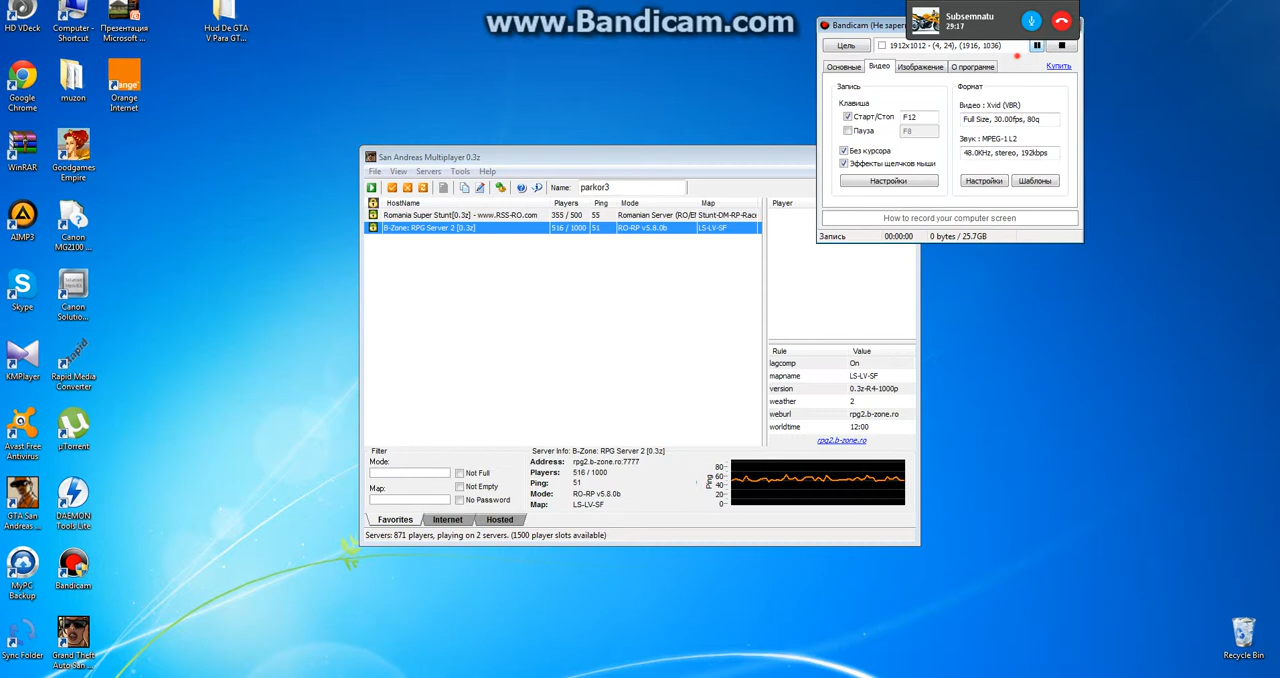 www.Bandicam.com
HD VDeck
Computer - Shortcut
Презентация Microsoft ...
Hud De GTA V Para GT...
Google Chrome
muzon
Orange Internet
WinRAR
Goodgames Empire
AIMP3
Canon MG2100 ...
Skype
Canon Solutio...
KMPlayer
Rapid Media Converter
Avast Free Antivirus
µTorrent
GTA San Andreas ...
DAEMON Tools Lite
MyPC Backup
Bandicam
Sync Folder
Grand Theft Auto San ...
Recycle Bin
Subsemnatu
29:17
Bandicam
Цель
1912x1012 - (4, 24), (1916, 1036)
Основные Видео Изображение О программе Купить
Запись
Формат
Клавиша
Старт/Стоп F12
Пауза F8
Без курсора
Эффекты щелчков мыши
Настройки
Видео : Xvid (VBR)
Full Size, 30.00fps, 80q
Звук : MPEG-1 L2
48.0KHz, stereo, 192kbps
Настройки Шаблоны
How to record your computer screen
Запись 00:00:00 0 bytes / 25.7GB
San Andreas Multiplayer 0.3z
File View Servers Tools Help
Name: parkor3
HostName Players Ping Mode Map
Romania Super Stunt[0.3z] - www.RSS-RO.com 355 / 500 55 Romanian Server (RO/E Stunt-DM-RP-Race
B-Zone: RPG Server 2 [0.3z] 516 / 1000 51 RO-RP v5.8.0b LS-LV-SF
Player
Rule Value
lagcomp On
mapname LS-LV-SF
version 0.3z-R4-1000p
weather 2
weburl rpg2.b-zone.ro
worldtime 12:00
rpg2.b-zone.ro
Filter
Mode:
Map:
Not Full
Not Empty
No Password
Server Info: B-Zone: RPG Server 2 [0.3z]
Address: rpg2.b-zone.ro:7777
Players: 516 / 1000
Ping: 51
Mode: RO-RP v5.8.0b
Map: LS-LV-SF
Ping
80
60
40
20
0
Favorites Internet Hosted
Servers: 871 players, playing on 2 servers. (1500 player slots available)